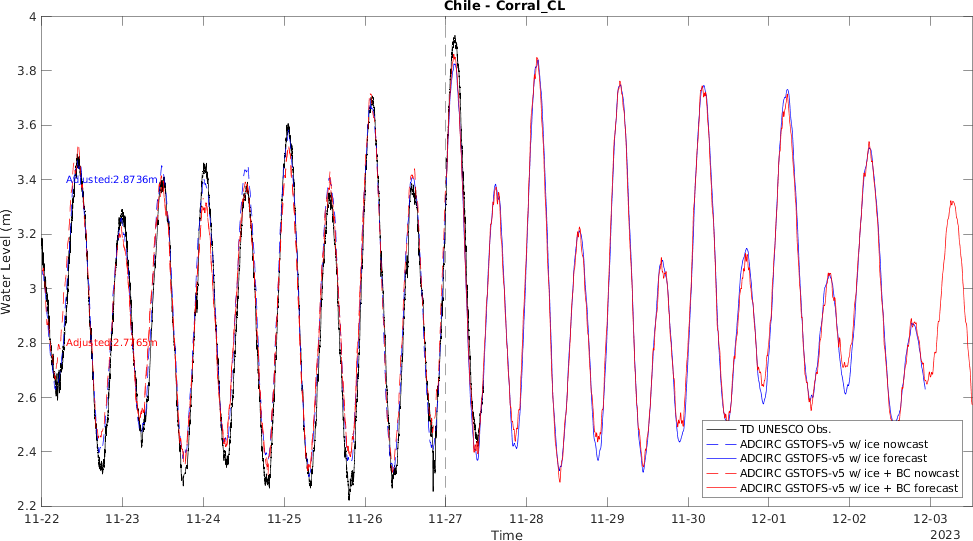 Chile - Corral_CL
4
3.8
3.6
3.4
3.2
3
2.8
2.6
2.4
2.2
Water Level (m)
Adjusted:2.8736m
Adjusted:2.7765m
TD UNESCO Obs.
ADCIRC GSTOFS-v5 w/ ice nowcast
ADCIRC GSTOFS-v5 w/ ice forecast
ADCIRC GSTOFS-v5 w/ ice + BC nowcast
ADCIRC GSTOFS-v5 w/ ice + BC forecast
11-22 11-23 11-24 11-25 11-26 11-27 11-28 11-29 11-30 12-01 12-02 12-03
Time
2023